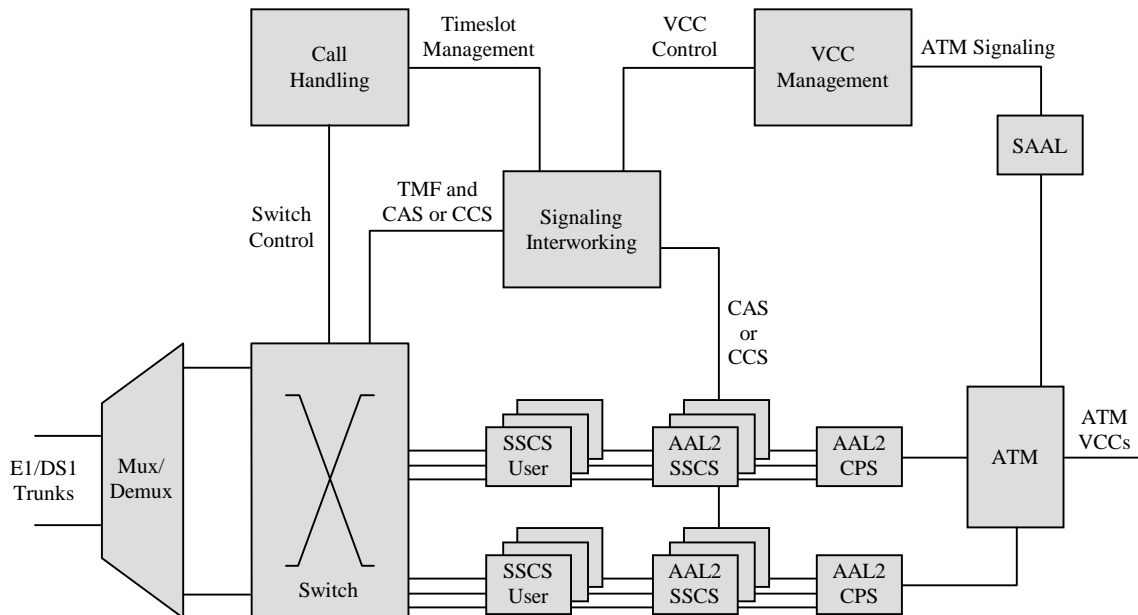 Timeslot
Management
VCC
Control
ATM Signaling
Call
Handling
VCC
Management
SAAL
TMF and
CAS or CCS
Signaling
Interworking
Switch
Control
CAS
or
CCS
E1/DS1
Trunks
Mux/
Demux
Switch
SSCS
User
AAL2
SSCS
AAL2
CPS
ATM
ATM
VCCs
SSCS
User
AAL2
SSCS
AAL2
CPS